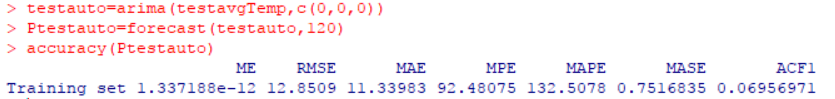 > testauto=arima(testavgTemp,c(0,0,0))
> Ptestauto=forecast(testauto,120)
> accuracy(Ptestauto)
ME RMSE MAE MPE MAPE MASE ACF1
Training set 1.337188e-12 12.8509 11.33983 92.48075 132.5078 0.7516835 0.06956971